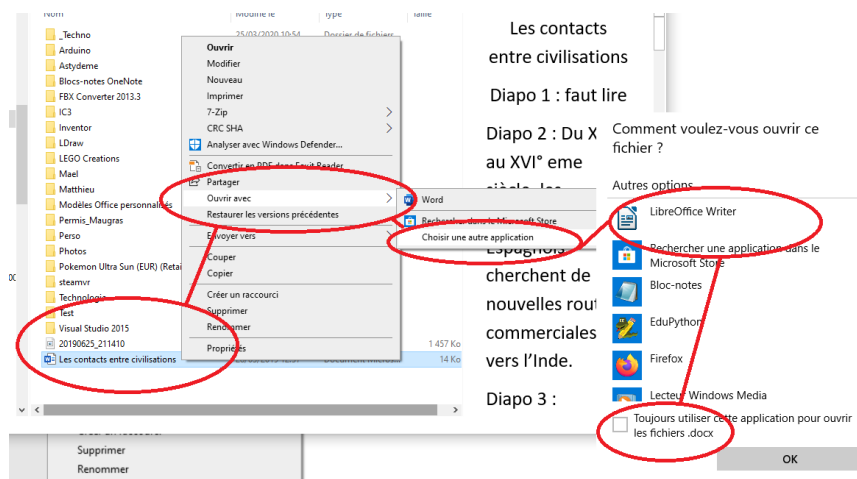 Nom Modifié le Type Taille
_Techno 25/03/2020 10:54 Dossier de fichiers
Arduino
Astydeme
Blocs-notes OneNote
FBX Converter 2013.3
IC3
Inventor
LDraw
LEGO Creations
Mael
Matthieu
Modèles Office personnalisés
Permis_Maugras
Perso
Photos
Pokemon Ultra Sun (EUR) (Retai
steamvr
Technologie
Test
Visual Studio 2015
20190625_211410 1 457 Ko
Les contacts entre civilisations 14 Ko
Ouvrir
Modifier
Nouveau
Imprimer
7-Zip
CRC SHA
Analyser avec Windows Defender...
Convertir en PDF dans Foxit Reader
Partager
Ouvrir avec
Restaurer les versions précédentes
Envoyer vers
Couper
Copier
Créer un raccourci
Supprimer
Renommer
Propriétés
Word
Rechercher dans le Microsoft Store
Choisir une autre application
Les contacts
entre civilisations
Diapo 1 : faut lire
Diapo 2 : Du X
au XVI° eme
siècle, les
Espagnols
cherchent de
nouvelles rout
commerciales
vers l’Inde.
Diapo 3 :
Comment voulez-vous ouvrir ce
fichier ?
Autres options
LibreOffice Writer
Rechercher une application dans le
Microsoft Store
Bloc-notes
EduPython
Firefox
Lecteur Windows Media
Toujours utiliser cette application pour ouvrir
les fichiers .docx
OK
Créer un raccourci
Supprimer
Renommer